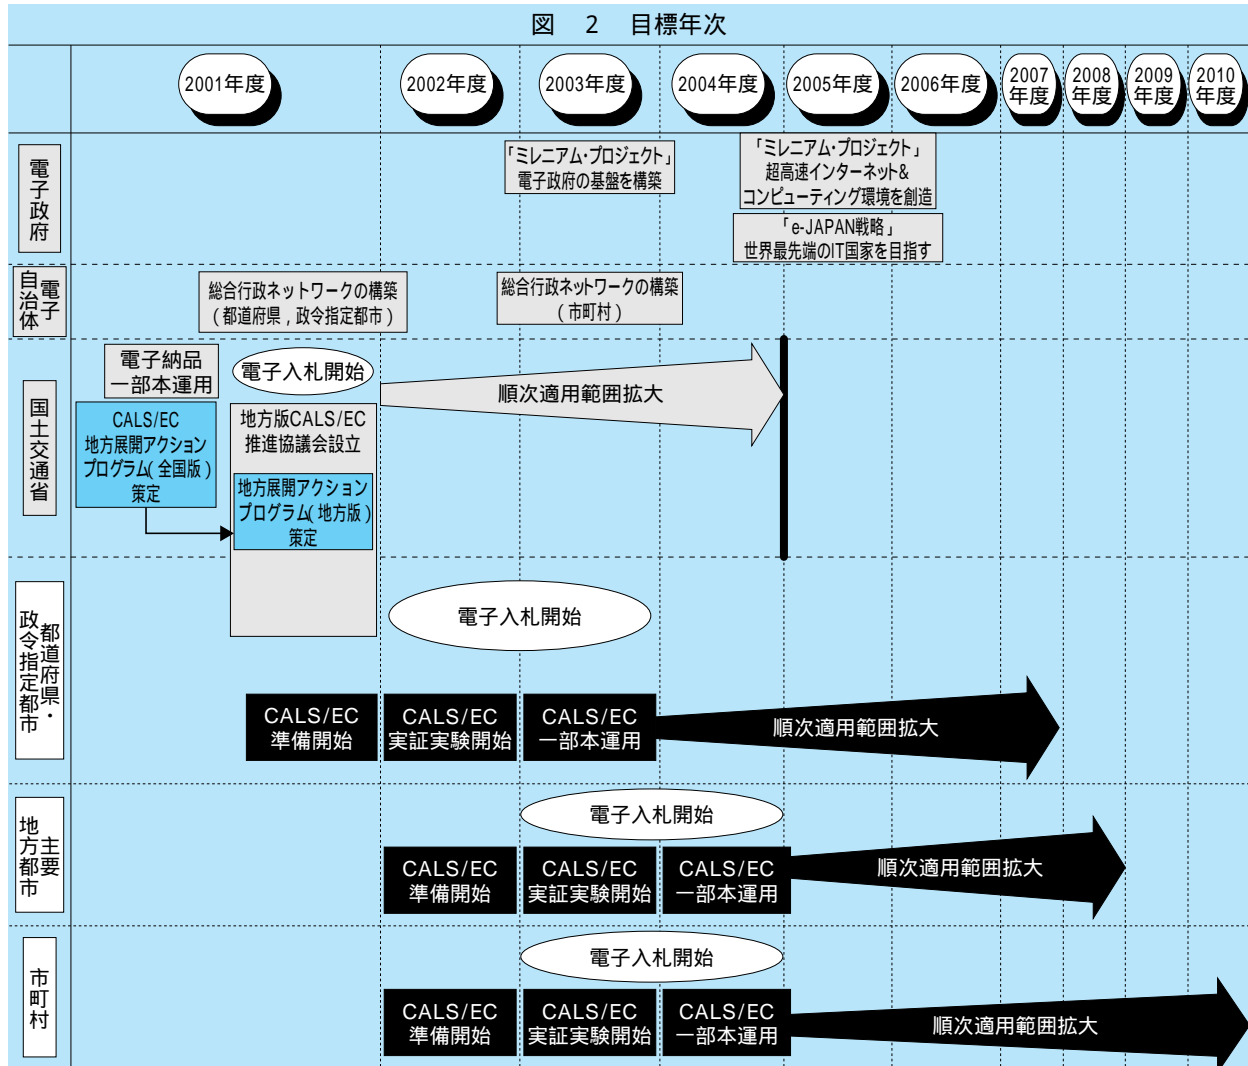 図 2 目標年次
2001年度
2002年度
2003年度
2004年度
2005年度
2006年度
2007
年度
2008
年度
2009
年度
2010
年度
電子政府
「ミレニアム・プロジェクト」
電子政府の基盤を構築
「ミレニアム・プロジェクト」
超高速インターネット&
コンピューティング環境を創造
「e-JAPAN戦略」
世界最先端のIT国家を目指す
電子
自治体
総合行政ネットワークの構築
(都道府県,政令指定都市)
総合行政ネットワークの構築
(市町村)
国土交通省
電子納品
一部本運用
電子入札開始
順次適用範囲拡大
CALS/EC
地方展開アクション
プログラム(全国版)
策定
地方版CALS/EC
推進協議会設立
地方展開アクション
プログラム(地方版)
策定
都道府県・
政令指定都市
電子入札開始
CALS/EC
準備開始
CALS/EC
実証実験開始
CALS/EC
一部本運用
順次適用範囲拡大
主要
地方都市
電子入札開始
CALS/EC
準備開始
CALS/EC
実証実験開始
CALS/EC
一部本運用
順次適用範囲拡大
市町村
電子入札開始
CALS/EC
準備開始
CALS/EC
実証実験開始
CALS/EC
一部本運用
順次適用範囲拡大